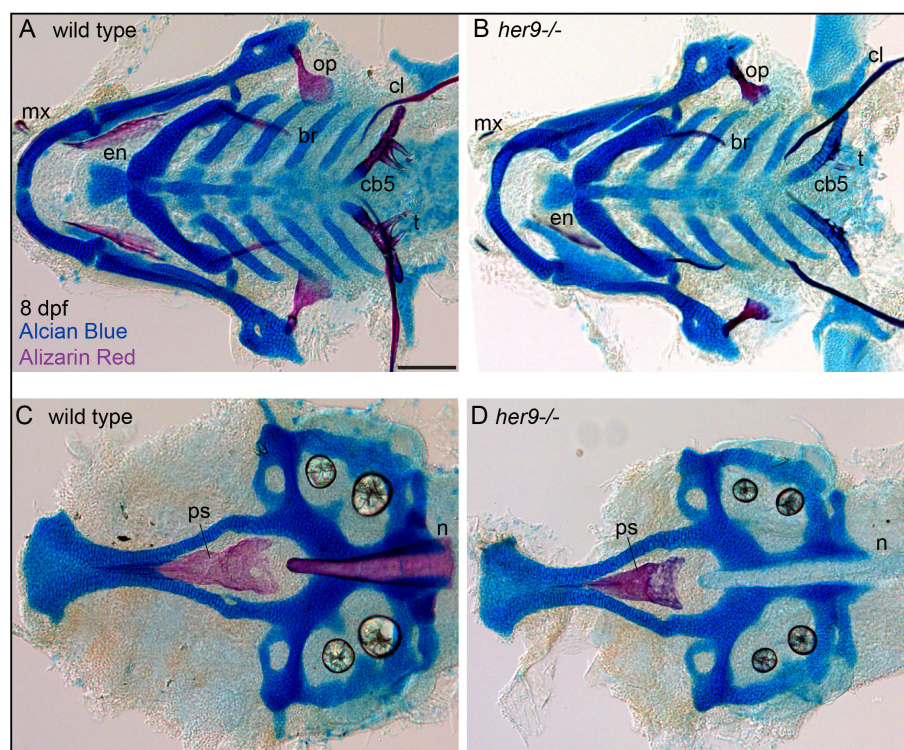 A wild type
op
cl
mx
en
br
cb5
t
8 dpf
Alcian Blue
Alizarin Red
B her9-/-
cl
op
mx
br
t
cb5
en
C wild type
ps
n
D her9-/-
ps
n